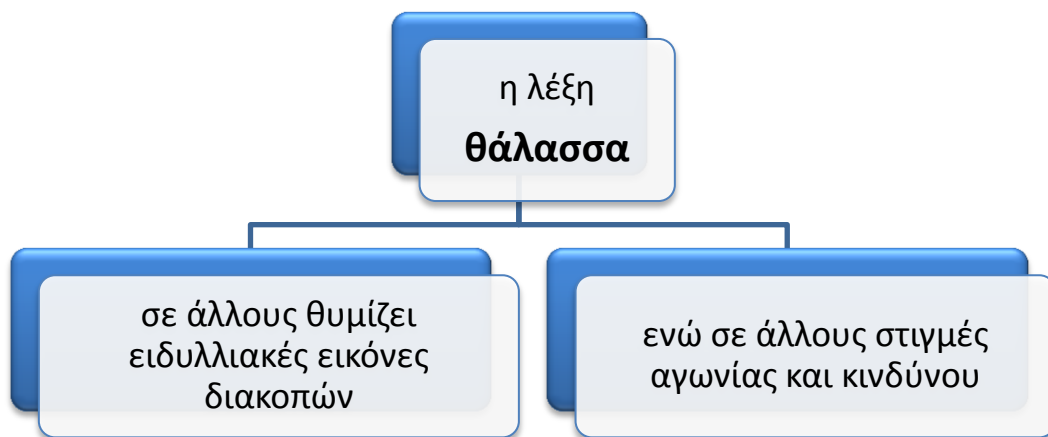 η λέξη
θάλασσα
σε άλλους θυμίζει
ειδυλλιακές εικόνες
διακοπών
ενώ σε άλλους στιγμές
αγωνίας και κινδύνου